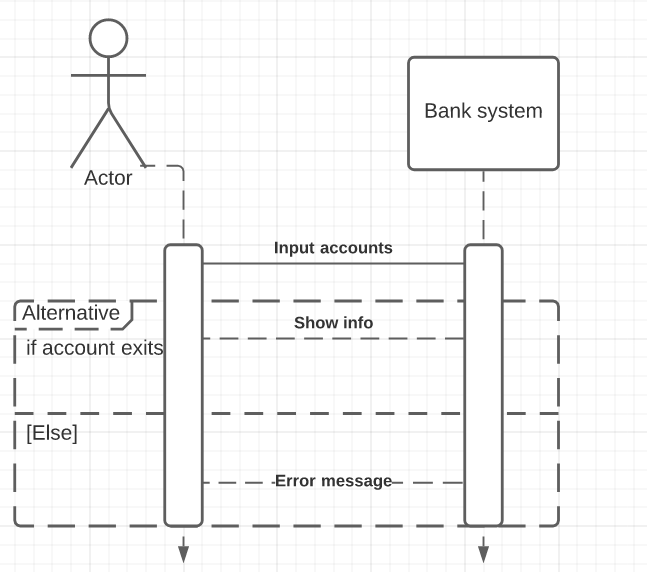 Bank system
Actor
Input accounts
Alternative
Show info
if account exits
[Else]
Error message